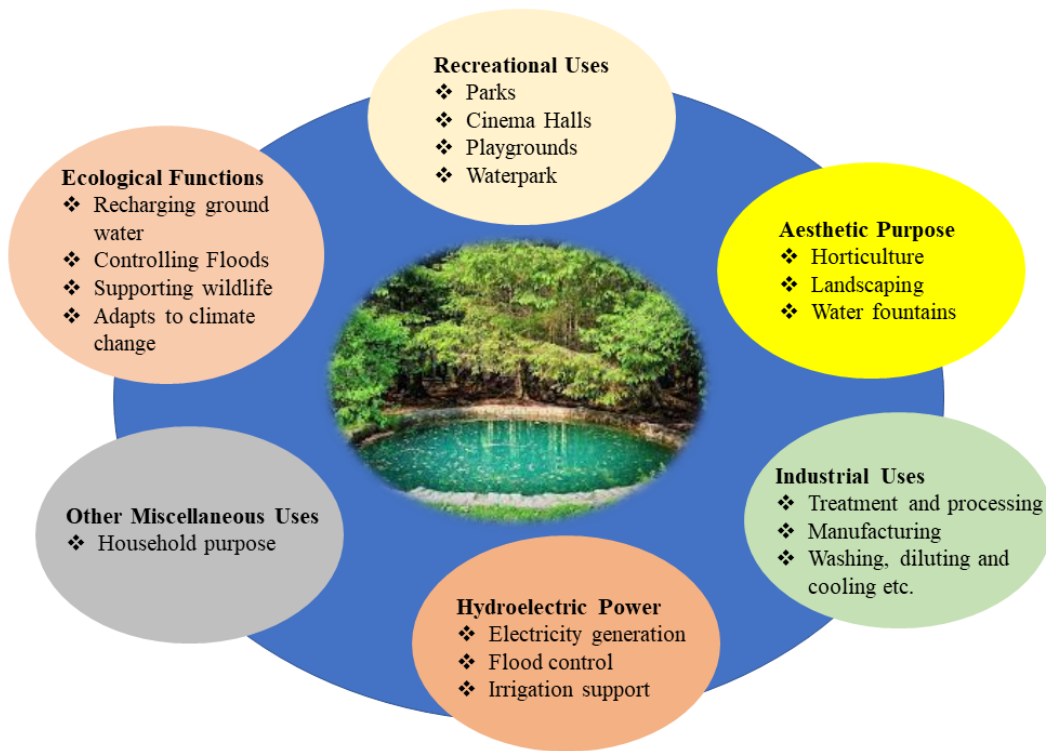 Recreational Uses
❖ Parks
❖ Cinema Halls
❖ Playgrounds
❖ Waterpark
Ecological Functions
❖ Recharging ground
water
❖ Controlling Floods
❖ Supporting wildlife
❖ Adapts to climate
change
Aesthetic Purpose
❖ Horticulture
❖ Landscaping
❖ Water fountains
Other Miscellaneous Uses
❖ Household purpose
Industrial Uses
❖ Treatment and processing
❖ Manufacturing
❖ Washing, diluting and
cooling etc.
Hydroelectric Power
❖ Electricity generation
❖ Flood control
❖ Irrigation support